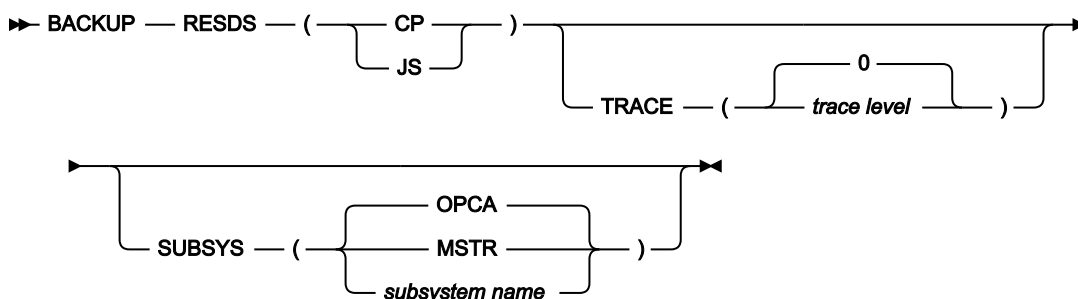 BACKUP RESDS ( CP )
JS
0
TRACE ( trace level )
OPCA
SUBSYS ( MSTR )
subsystem name